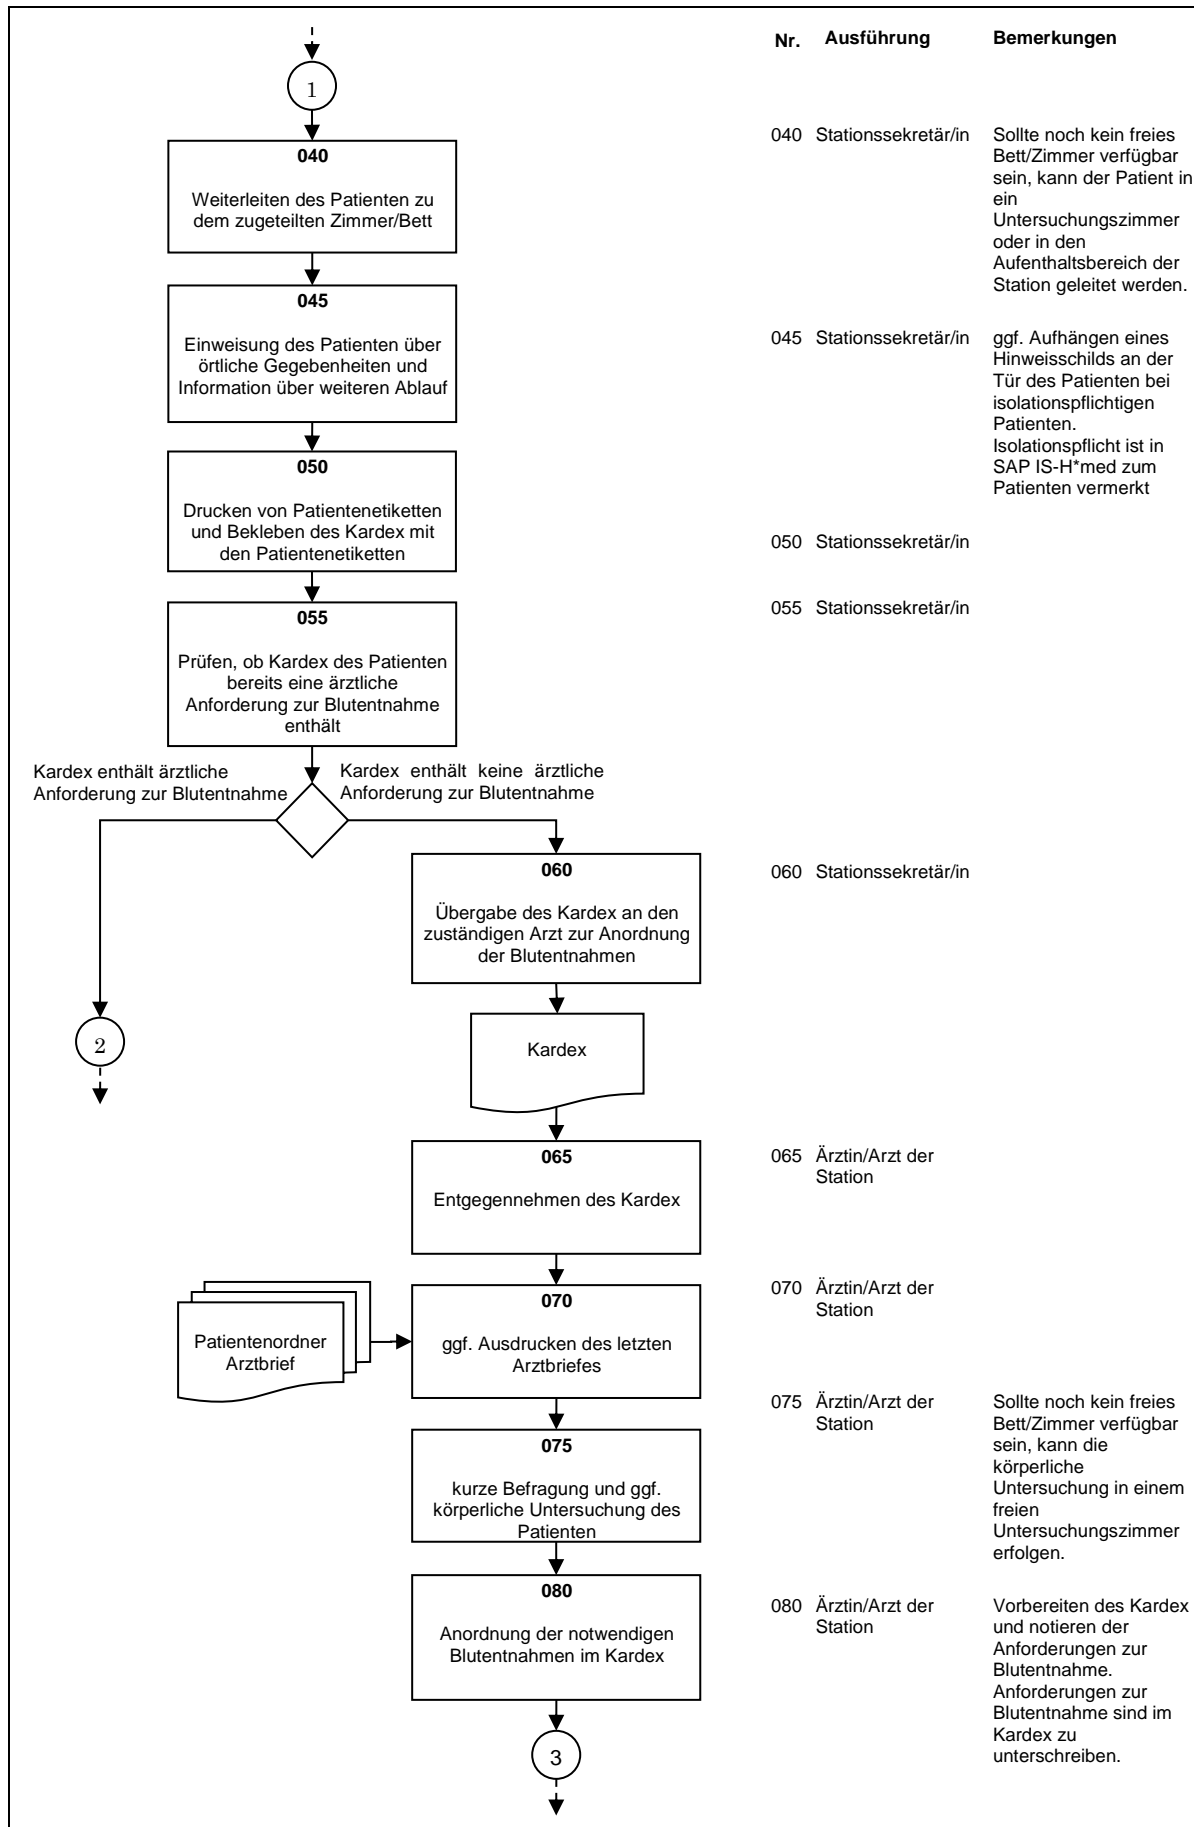 Nr. Ausführung Bemerkungen
1
040
Weiterleiten des Patienten zu
dem zugeteilten Zimmer/Bett
040 Stationssekretär/in
Sollte noch kein freies
Bett/Zimmer verfügbar
sein, kann der Patient in
ein
Untersuchungszimmer
oder in den
Aufenthaltsbereich der
Station geleitet werden.
045
Einweisung des Patienten über
örtliche Gegebenheiten und
Information über weiteren Ablauf
045 Stationssekretär/in
ggf. Aufhängen eines
Hinweisschilds an der
Tür des Patienten bei
isolationspflichtigen
Patienten.
Isolationspflicht ist in
SAP IS-H*med zum
Patienten vermerkt
050
Drucken von Patientenetiketten
und Bekleben des Kardex mit
den Patientenetiketten
050 Stationssekretär/in
055
Prüfen, ob Kardex des Patienten
bereits eine ärztliche
Anforderung zur Blutentnahme
enthält
055 Stationssekretär/in
Kardex enthält ärztliche
Anforderung zur Blutentnahme
Kardex enthält keine ärztliche
Anforderung zur Blutentnahme
060
Übergabe des Kardex an den
zuständigen Arzt zur Anordnung
der Blutentnahmen
060 Stationssekretär/in
2
Kardex
065
Entgegennehmen des Kardex
065 Ärztin/Arzt der
Station
Patientenordner
Arztbrief
070
ggf. Ausdrucken des letzten
Arztbriefes
070 Ärztin/Arzt der
Station
075
kurze Befragung und ggf.
körperliche Untersuchung des
Patienten
075 Ärztin/Arzt der
Station
Sollte noch kein freies
Bett/Zimmer verfügbar
sein, kann die
körperliche
Untersuchung in einem
freien
Untersuchungszimmer
erfolgen.
080
Anordnung der notwendigen
Blutentnahmen im Kardex
080 Ärztin/Arzt der
Station
Vorbereiten des Kardex
und notieren der
Anforderungen zur
Blutentnahme.
Anforderungen zur
Blutentnahme sind im
Kardex zu
unterschreiben.
3